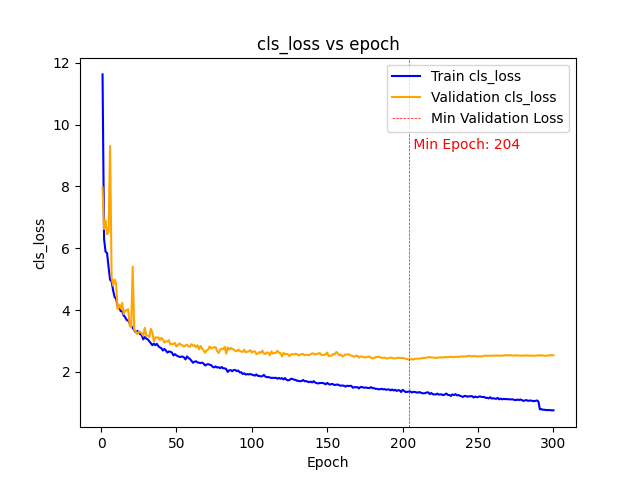 cls_loss vs epoch
12
10
8
6
4
2
cls_loss
Train cls_loss
Validation cls_loss
Min Validation Loss
Min Epoch: 204
0
50
100
150
200
250
300
Epoch